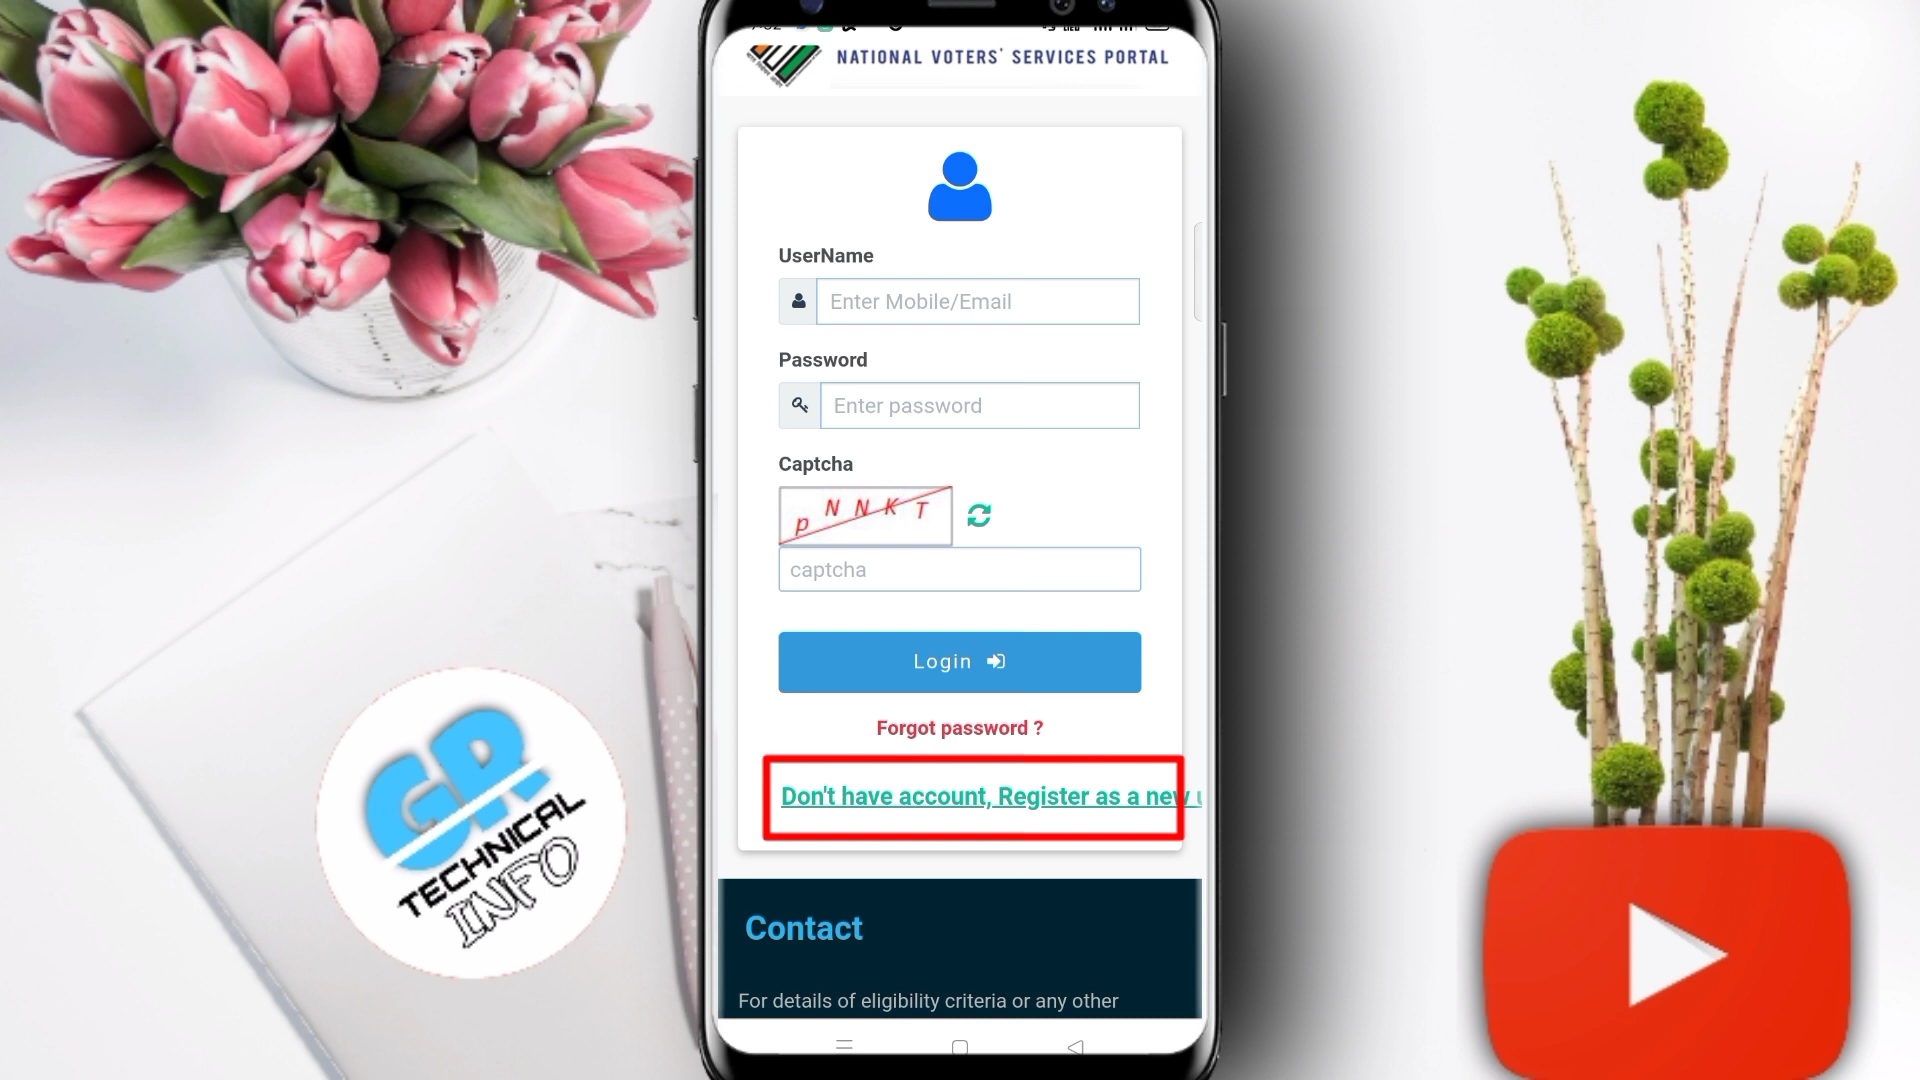 NATIONAL VOTERS' SERVICES PORTAL
UserName
Enter Mobile/Email
Password
Enter password
Captcha
p N N K T
captcha
Login
Forgot password ?
Don't have account, Register as a new
Contact
For details of eligibility criteria or any other
GR
TECHNICAL
INFO